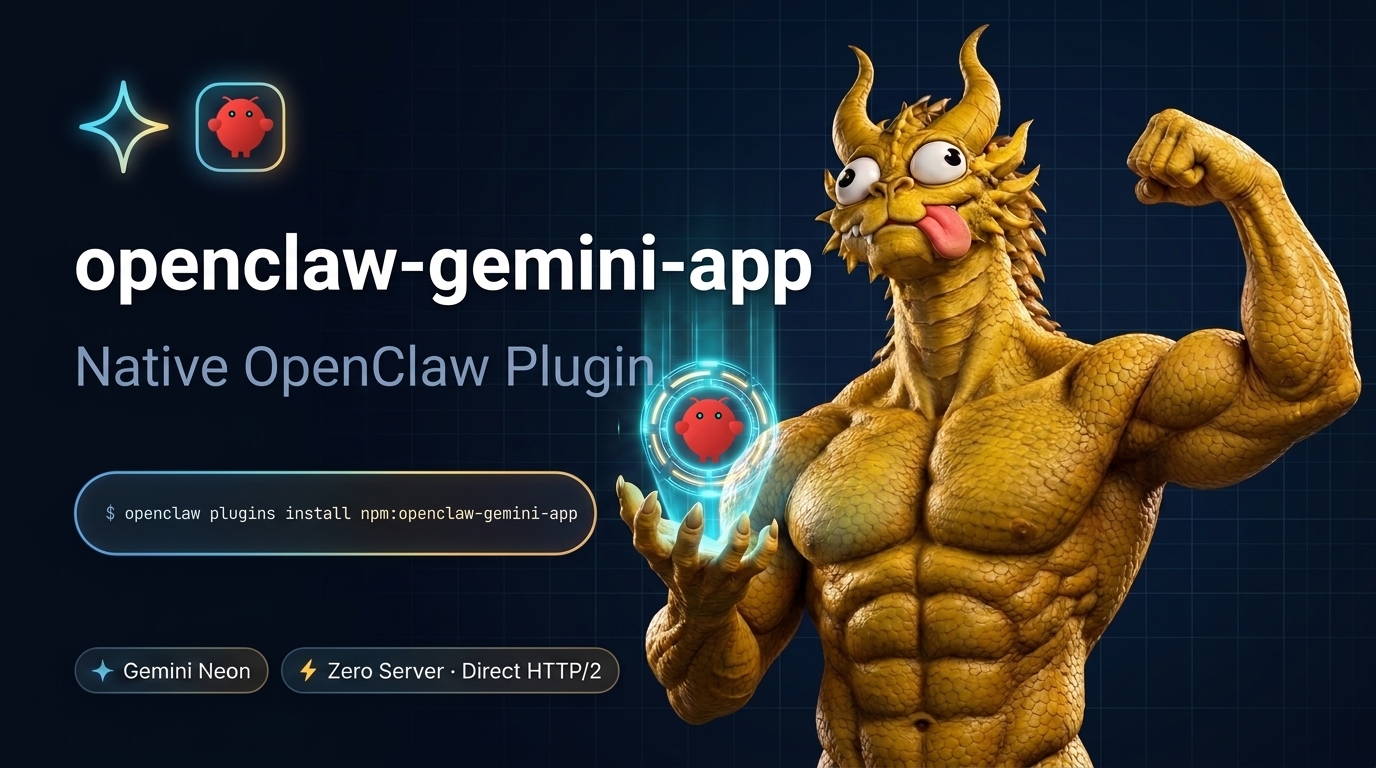 openclaw-gemini-app
Native OpenClaw Plugin
$ openclaw plugins install npm:openclaw-gemini-app
Gemini Neon
Zero Server · Direct HTTP/2